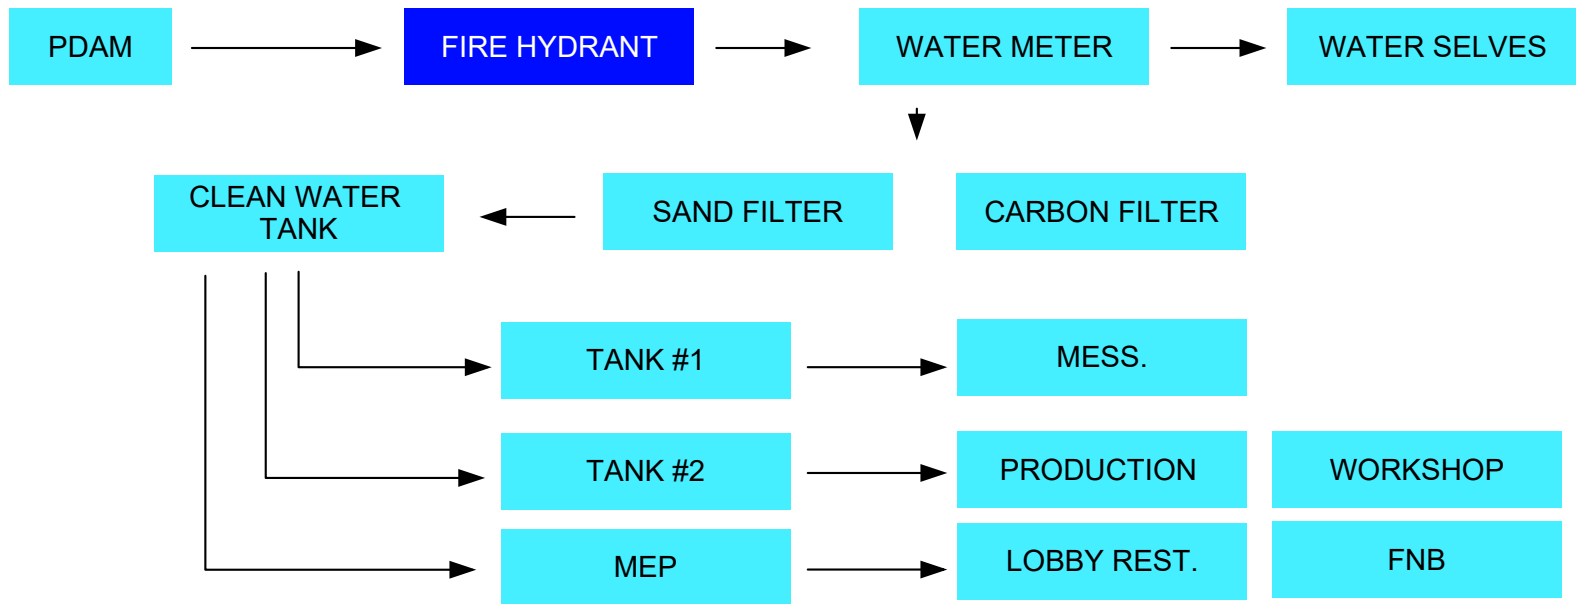 PDAM
FIRE HYDRANT
WATER METER
WATER SELVES
CLEAN WATER
TANK
SAND FILTER
CARBON FILTER
TANK #1
MESS.
TANK #2
PRODUCTION
WORKSHOP
MEP
LOBBY REST.
FNB